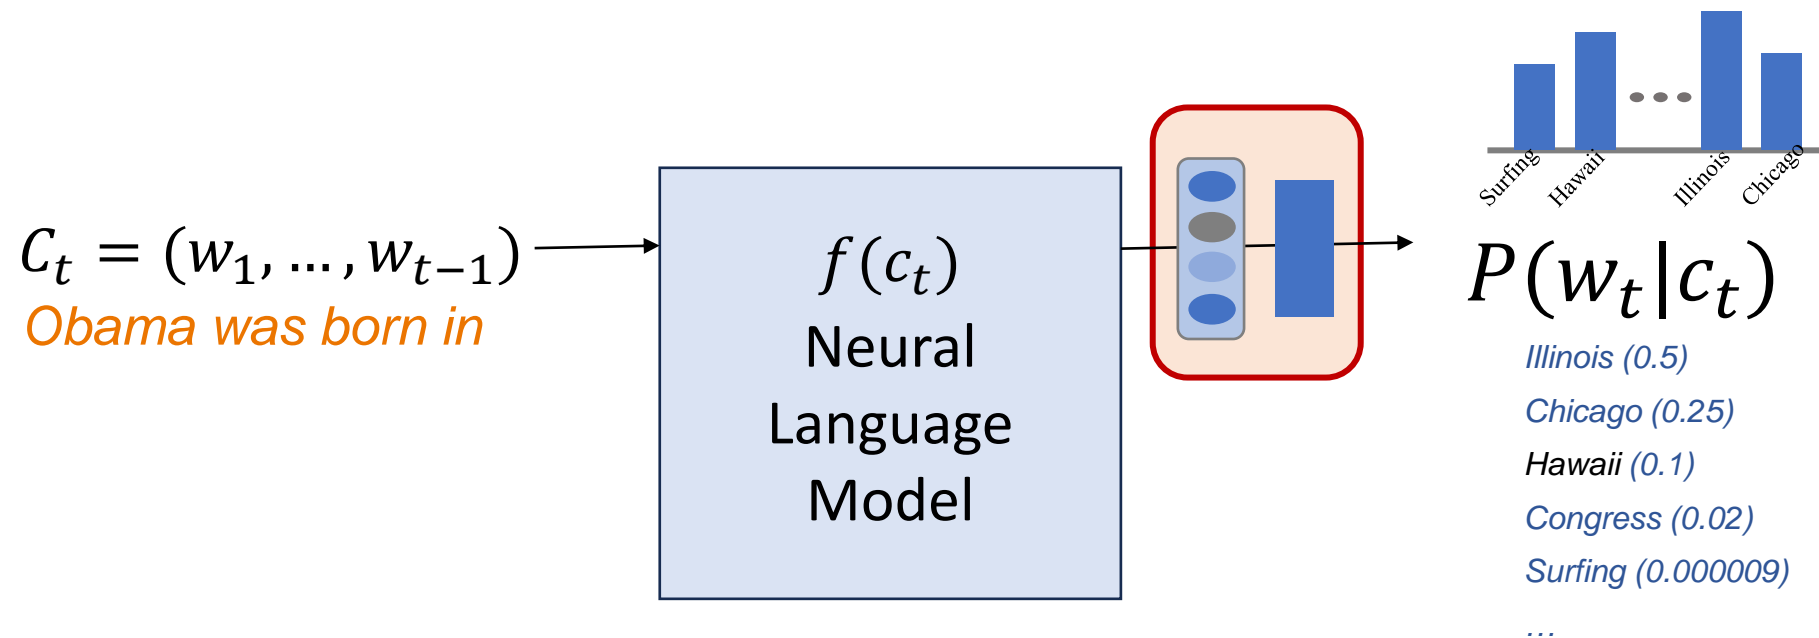 Surfing Hawaii Illinois Chicago
C_t = (w_1, … , w_{t−1})
Obama was born in
f(c_t)
Neural
Language
Model
P(w_t|c_t)
Illinois (0.5)
Chicago (0.25)
Hawaii (0.1)
Congress (0.02)
Surfing (0.000009)
...